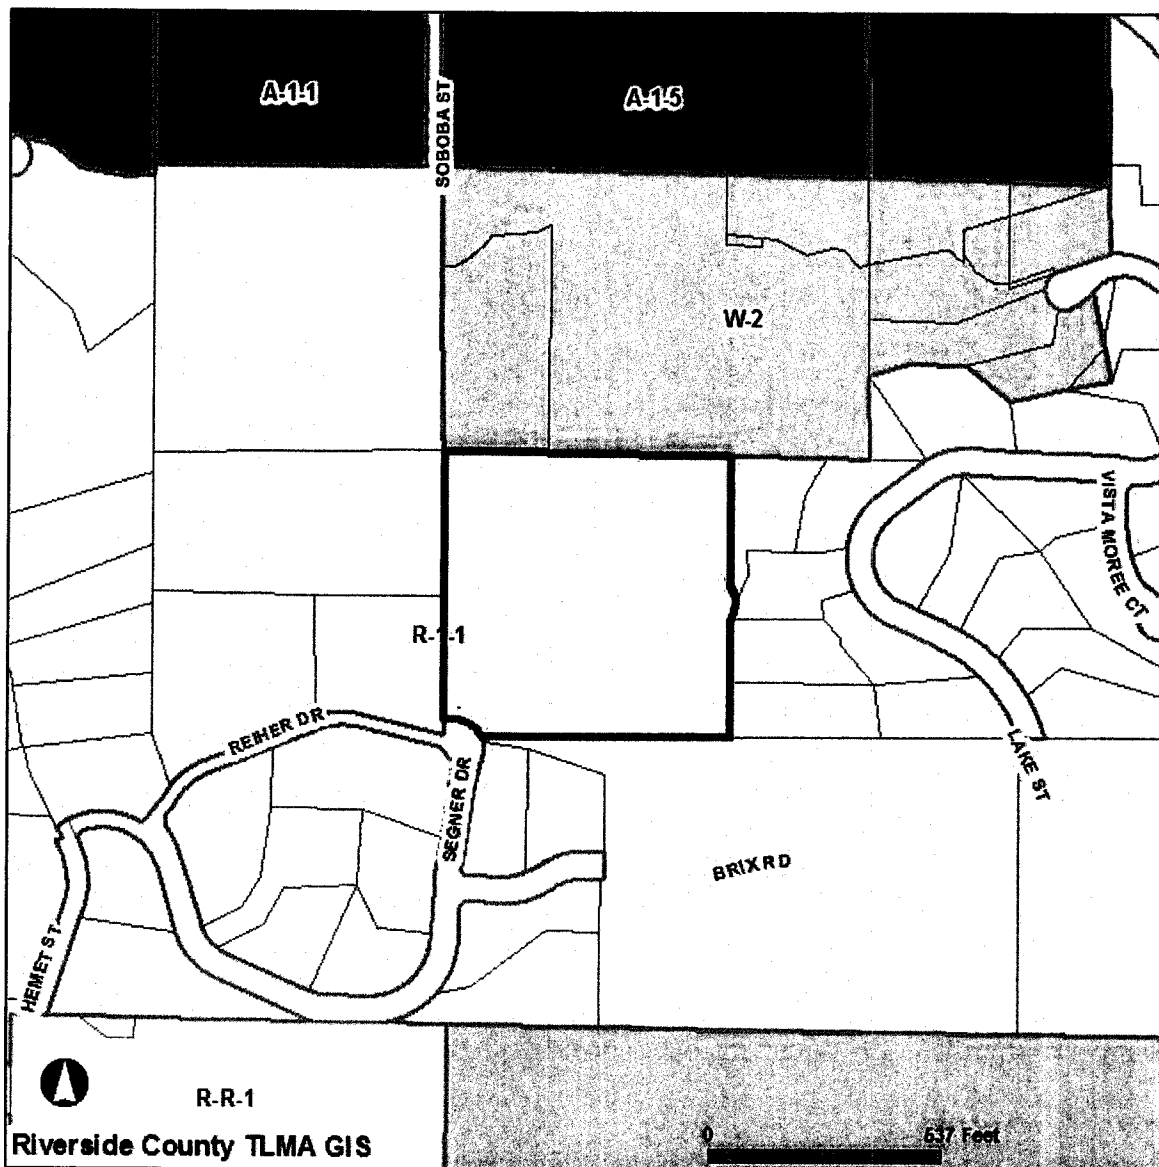 A-1-1
A-1-5
SOBOBA ST
W-2
VISTA MOREE CT
R-1-1
REIHER DR
LAKE ST
SEGNER DR
BRIX RD
HEMET ST
R-R-1
Riverside County TLMA GIS
0
637 Feet